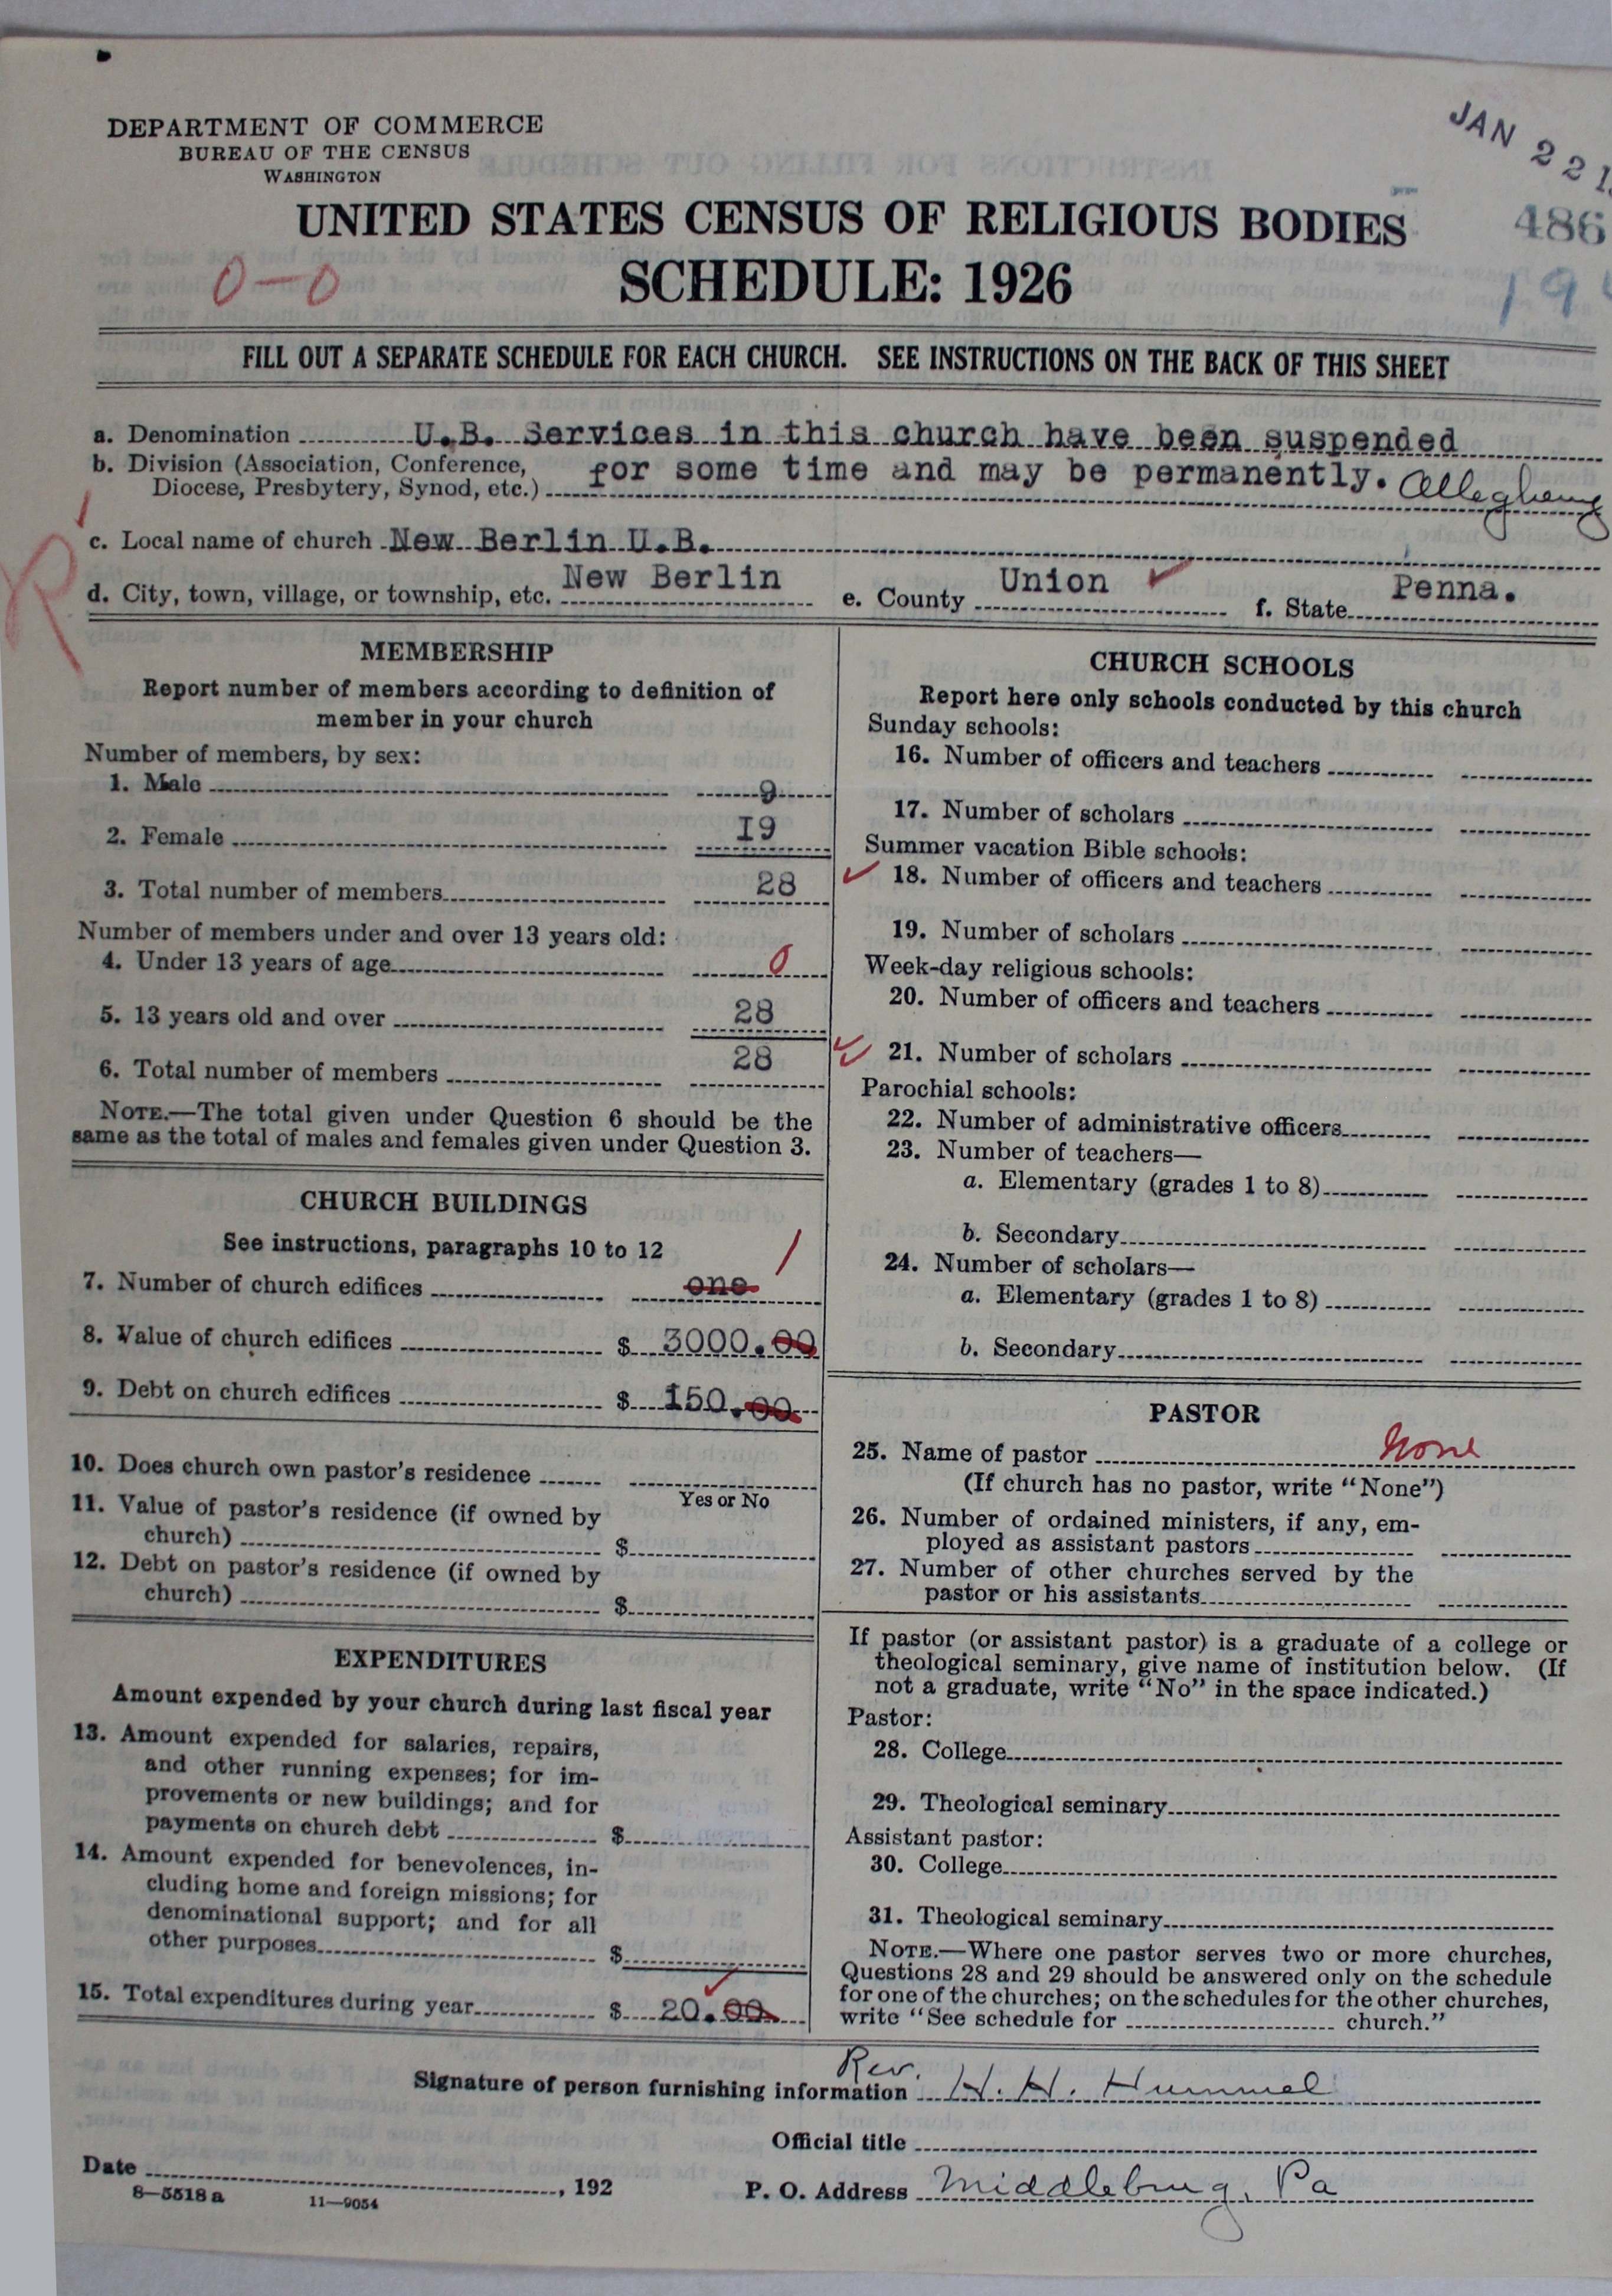 DEPARTMENT OF COMMERCE
BUREAU OF THE CENSUS
WASHINGTON
JAN 22 1
486
UNITED STATES CENSUS OF RELIGIOUS BODIES
0-0
SCHEDULE: 1926
19
FILL OUT A SEPARATE SCHEDULE FOR EACH CHURCH. SEE INSTRUCTIONS ON THE BACK OF THIS SHEET
a. Denomination U.B. Services in this church have been suspended
b. Division (Association, Conference, for some time and may be permanently. Allegheny
Diocese, Presbytery, Synod, etc.)
c. Local name of church New Berlin U.B.
R
d. City, town, village, or township, etc. New Berlin e. County Union f. State Penna.
MEMBERSHIP
Report number of members according to definition of
member in your church
Number of members, by sex:
1. Male 9
2. Female I9
3. Total number of members 28
Number of members under and over 13 years old:
4. Under 13 years of age 0
5. 13 years old and over 28
6. Total number of members 28
NOTE.—The total given under Question 6 should be the
same as the total of males and females given under Question 3.
CHURCH BUILDINGS
See instructions, paragraphs 10 to 12
7. Number of church edifices one 1
8. Value of church edifices $ 3000.00
9. Debt on church edifices $ 150.00
10. Does church own pastor's residence
Yes or No
11. Value of pastor's residence (if owned by
church) $
12. Debt on pastor's residence (if owned by
church) $
EXPENDITURES
Amount expended by your church during last fiscal year
13. Amount expended for salaries, repairs,
and other running expenses; for im-
provements or new buildings; and for
payments on church debt $
14. Amount expended for benevolences, in-
cluding home and foreign missions; for
denominational support; and for all
other purposes $
15. Total expenditures during year $ 20.00
CHURCH SCHOOLS
Report here only schools conducted by this church
Sunday schools:
16. Number of officers and teachers
17. Number of scholars
Summer vacation Bible schools:
18. Number of officers and teachers
19. Number of scholars
Week-day religious schools:
20. Number of officers and teachers
21. Number of scholars
Parochial schools:
22. Number of administrative officers
23. Number of teachers—
a. Elementary (grades 1 to 8)
b. Secondary
24. Number of scholars—
a. Elementary (grades 1 to 8)
b. Secondary
PASTOR
25. Name of pastor None
(If church has no pastor, write "None")
26. Number of ordained ministers, if any, em-
ployed as assistant pastors
27. Number of other churches served by the
pastor or his assistants
If pastor (or assistant pastor) is a graduate of a college or
theological seminary, give name of institution below. (If
not a graduate, write "No" in the space indicated.)
Pastor:
28. College
29. Theological seminary
Assistant pastor:
30. College
31. Theological seminary
NOTE.—Where one pastor serves two or more churches,
Questions 28 and 29 should be answered only on the schedule
for one of the churches; on the schedules for the other churches,
write "See schedule for church."
Signature of person furnishing information Rev. H. H. Hummel
Official title
Date , 192
P. O. Address Middleburg, Pa
8—5518 a 11—9054